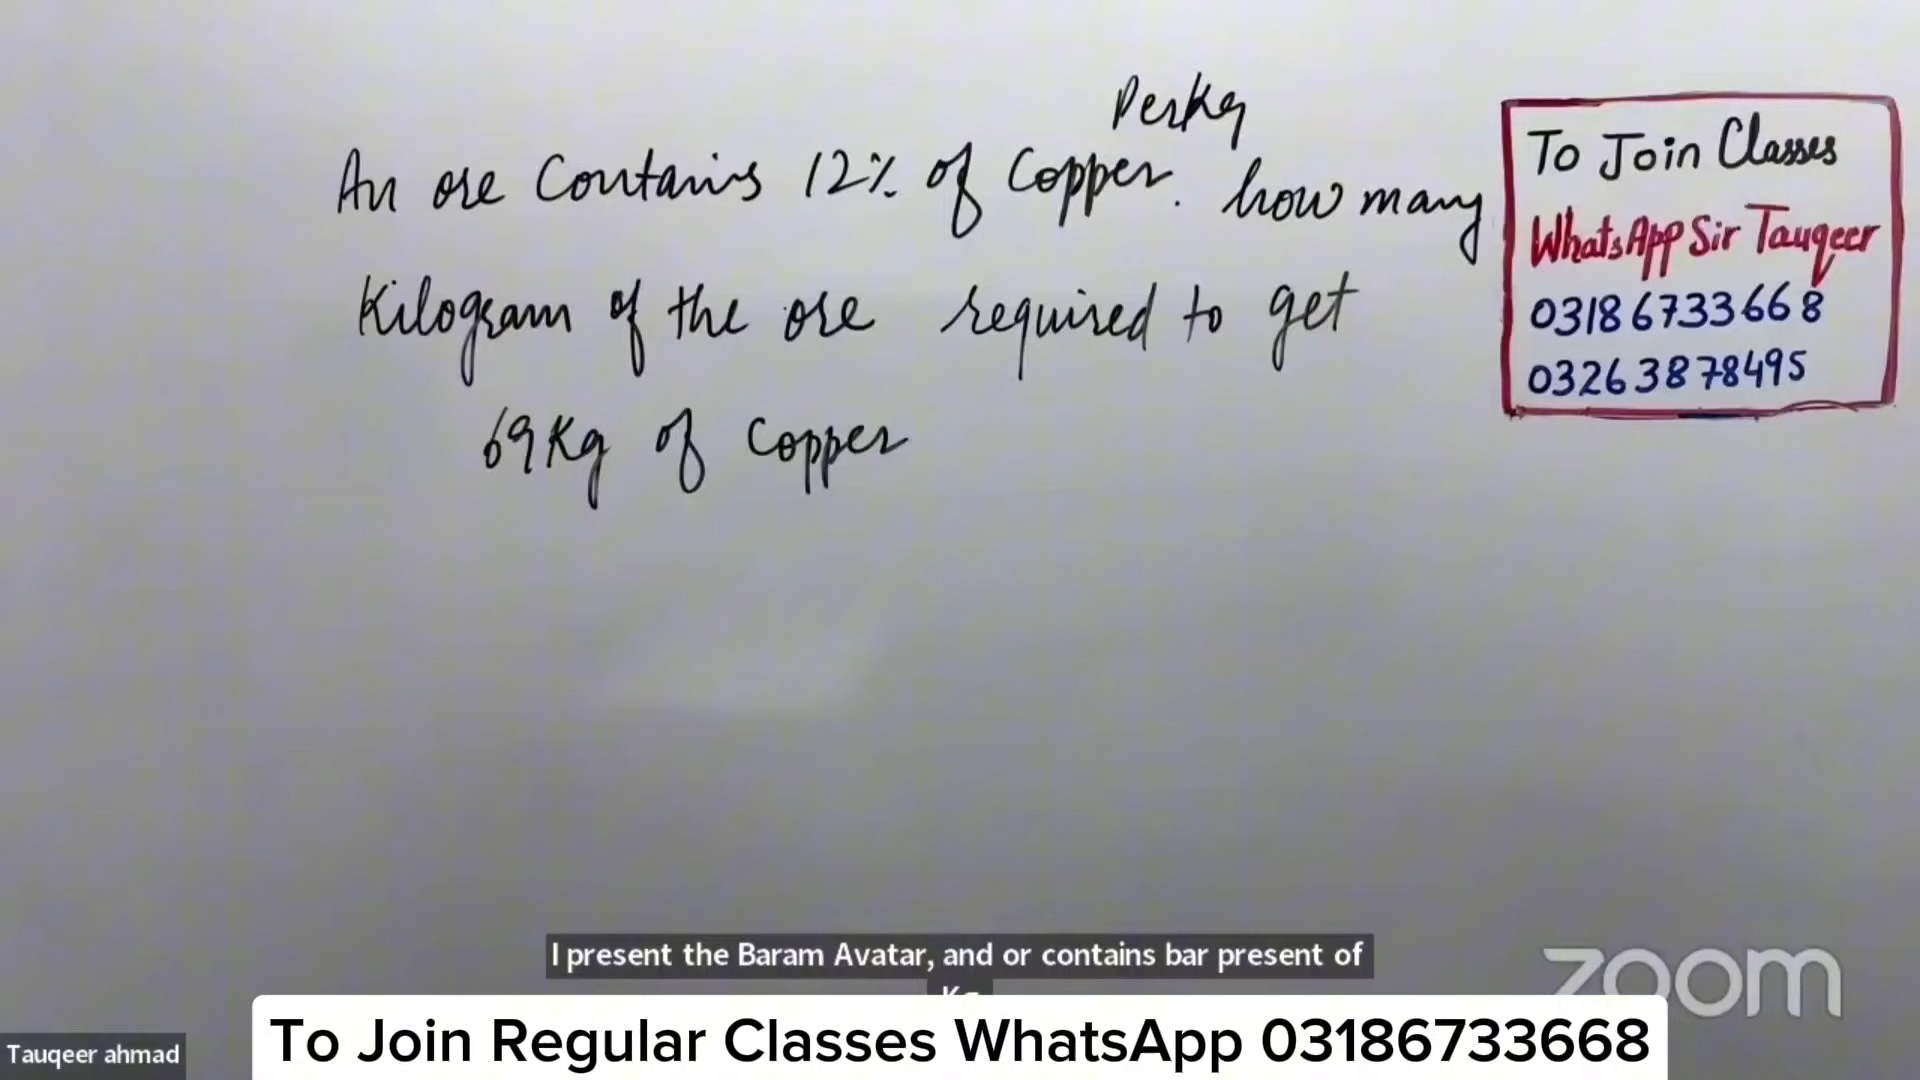 Per Kg
An ore Contains 12% of Copper. how many
Kilogram of the ore required to get
69Kg of Copper
To Join Classes
WhatsApp Sir Tauqeer
03186733668
03263878495
I present the Baram Avatar, and or contains bar present of
zoom
To Join Regular Classes WhatsApp 03186733668
Tauqeer ahmad